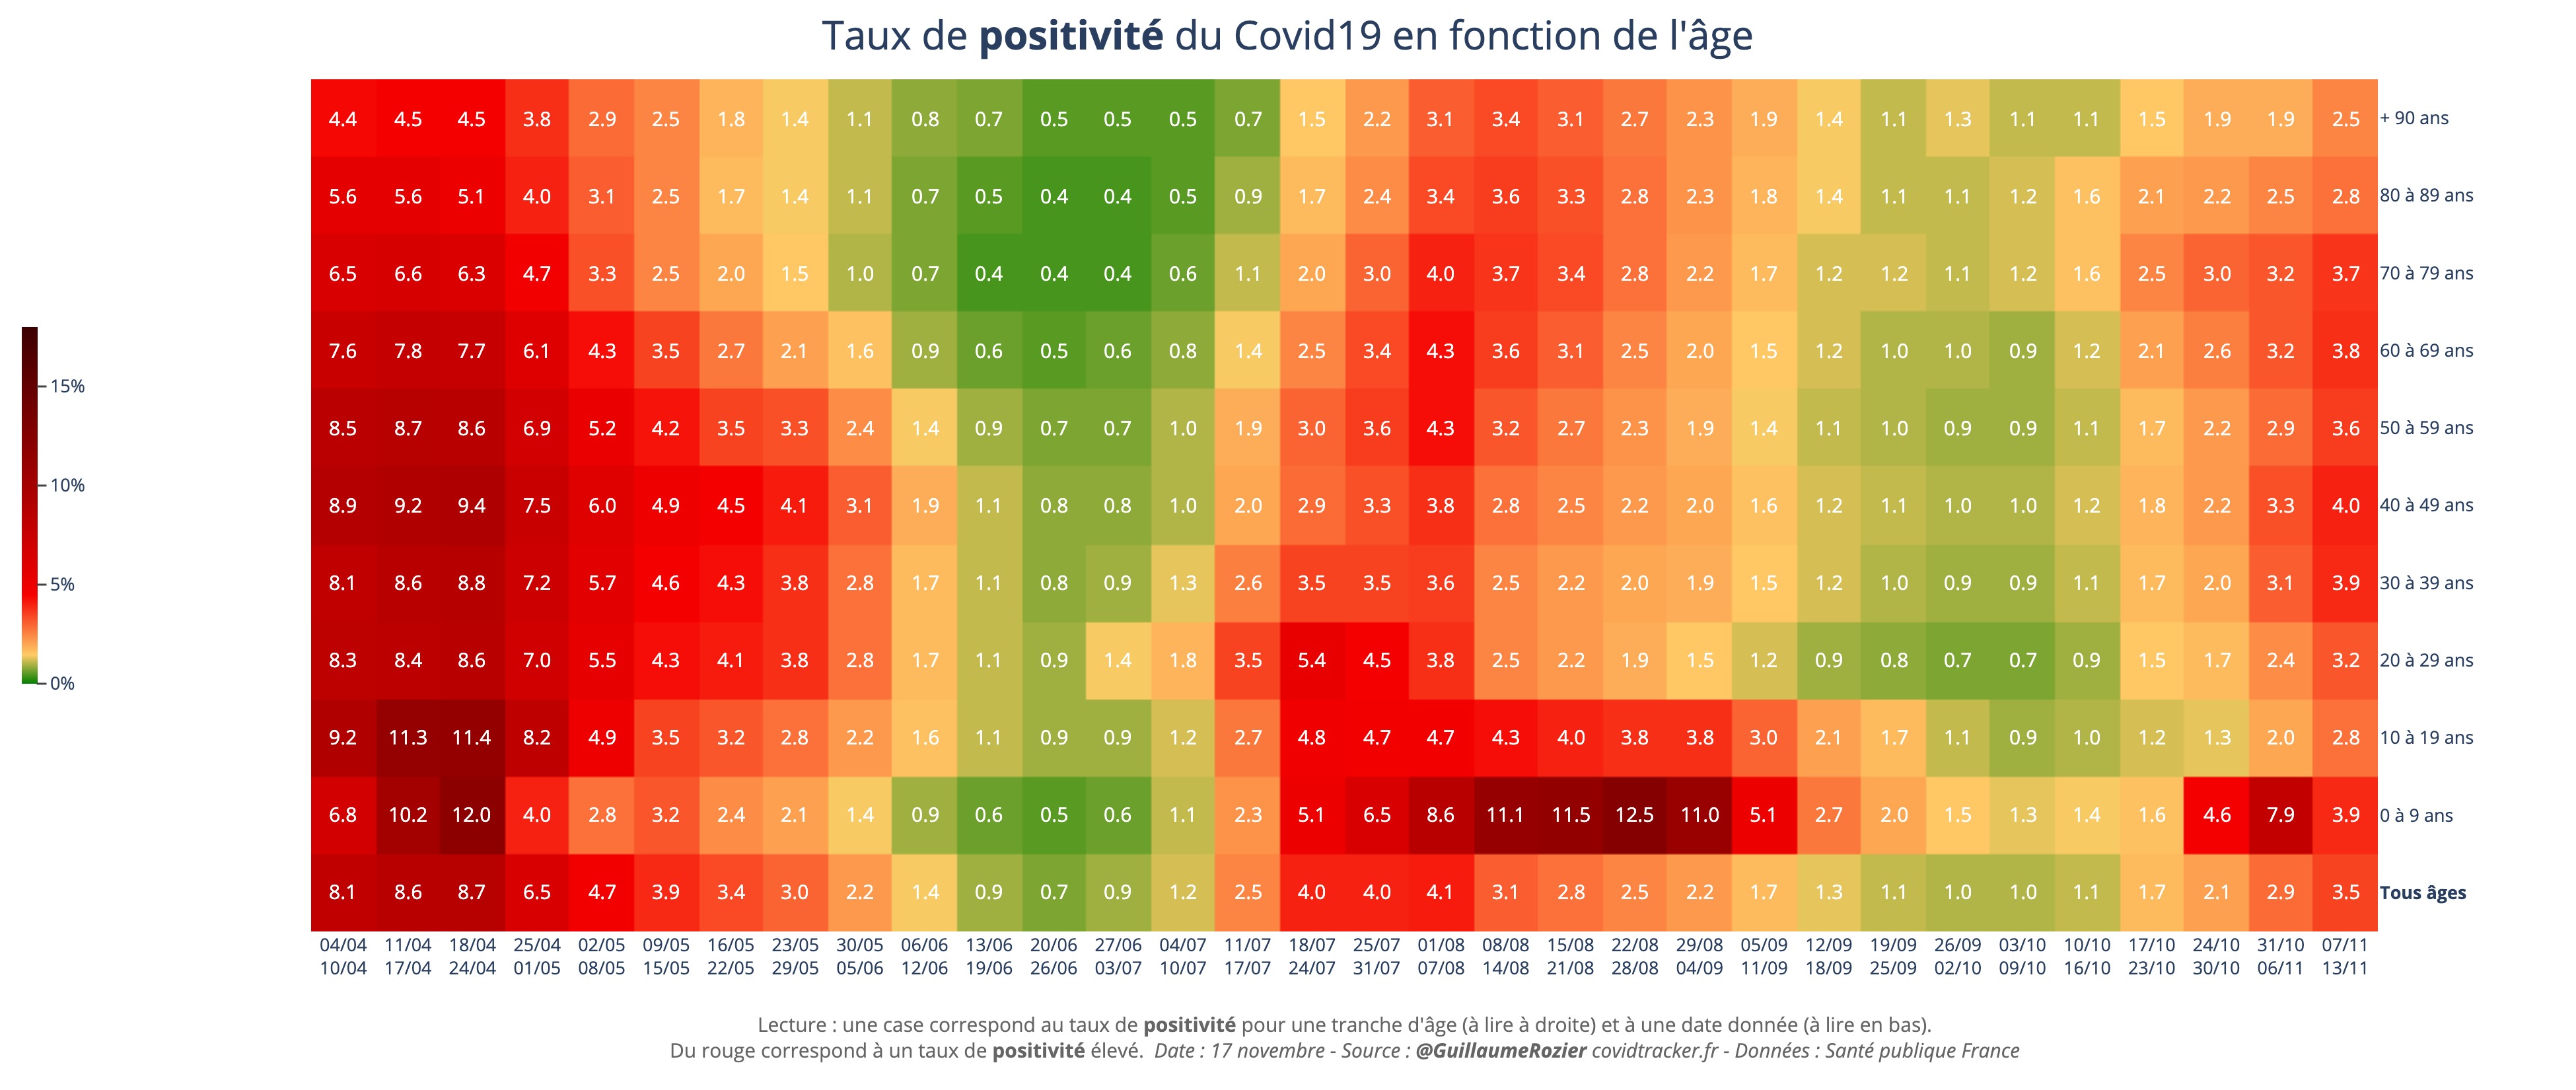 Taux de positivité du Covid19 en fonction de l'âge
4.4 4.5 4.5 3.8 2.9 2.5 1.8 1.4 1.1 0.8 0.7 0.5 0.5 0.5 0.7 1.5 2.2 3.1 3.4 3.1 2.7 2.3 1.9 1.4 1.1 1.3 1.1 1.1 1.5 1.9 1.9 2.5 + 90 ans
5.6 5.6 5.1 4.0 3.1 2.5 1.7 1.4 1.1 0.7 0.5 0.4 0.4 0.5 0.9 1.7 2.4 3.4 3.6 3.3 2.8 2.3 1.8 1.4 1.1 1.1 1.2 1.6 2.1 2.2 2.5 2.8 80 à 89 ans
6.5 6.6 6.3 4.7 3.3 2.5 2.0 1.5 1.0 0.7 0.4 0.4 0.4 0.6 1.1 2.0 3.0 4.0 3.7 3.4 2.8 2.2 1.7 1.2 1.2 1.1 1.2 1.6 2.5 3.0 3.2 3.7 70 à 79 ans
7.6 7.8 7.7 6.1 4.3 3.5 2.7 2.1 1.6 0.9 0.6 0.5 0.6 0.8 1.4 2.5 3.4 4.3 3.6 3.1 2.5 2.0 1.5 1.2 1.0 1.0 0.9 1.2 2.1 2.6 3.2 3.8 60 à 69 ans
15%
8.5 8.7 8.6 6.9 5.2 4.2 3.5 3.3 2.4 1.4 0.9 0.7 0.7 1.0 1.9 3.0 3.6 4.3 3.2 2.7 2.3 1.9 1.4 1.1 1.0 0.9 0.9 1.1 1.7 2.2 2.9 3.6 50 à 59 ans
10%
8.9 9.2 9.4 7.5 6.0 4.9 4.5 4.1 3.1 1.9 1.1 0.8 0.8 1.0 2.0 2.9 3.3 3.8 2.8 2.5 2.2 2.0 1.6 1.2 1.1 1.0 1.0 1.2 1.8 2.2 3.3 4.0 40 à 49 ans
5%
8.1 8.6 8.8 7.2 5.7 4.6 4.3 3.8 2.8 1.7 1.1 0.8 0.9 1.3 2.6 3.5 3.5 3.6 2.5 2.2 2.0 1.9 1.5 1.2 1.0 0.9 0.9 1.1 1.7 2.0 3.1 3.9 30 à 39 ans
8.3 8.4 8.6 7.0 5.5 4.3 4.1 3.8 2.8 1.7 1.1 0.9 1.4 1.8 3.5 5.4 4.5 3.8 2.5 2.2 1.9 1.5 1.2 0.9 0.8 0.7 0.7 0.9 1.5 1.7 2.4 3.2 20 à 29 ans
0%
9.2 11.3 11.4 8.2 4.9 3.5 3.2 2.8 2.2 1.6 1.1 0.9 0.9 1.2 2.7 4.8 4.7 4.7 4.3 4.0 3.8 3.8 3.0 2.1 1.7 1.1 0.9 1.0 1.2 1.3 2.0 2.8 10 à 19 ans
6.8 10.2 12.0 4.0 2.8 3.2 2.4 2.1 1.4 0.9 0.6 0.5 0.6 1.1 2.3 5.1 6.5 8.6 11.1 11.5 12.5 11.0 5.1 2.7 2.0 1.5 1.3 1.4 1.6 4.6 7.9 3.9 0 à 9 ans
8.1 8.6 8.7 6.5 4.7 3.9 3.4 3.0 2.2 1.4 0.9 0.7 0.9 1.2 2.5 4.0 4.0 4.1 3.1 2.8 2.5 2.2 1.7 1.3 1.1 1.0 1.0 1.1 1.7 2.1 2.9 3.5 Tous âges
04/04 11/04 18/04 25/04 02/05 09/05 16/05 23/05 30/05 06/06 13/06 20/06 27/06 04/07 11/07 18/07 25/07 01/08 08/08 15/08 22/08 29/08 05/09 12/09 19/09 26/09 03/10 10/10 17/10 24/10 31/10 07/11
10/04 17/04 24/04 01/05 08/05 15/05 22/05 29/05 05/06 12/06 19/06 26/06 03/07 10/07 17/07 24/07 31/07 07/08 14/08 21/08 28/08 04/09 11/09 18/09 25/09 02/10 09/10 16/10 23/10 30/10 06/11 13/11
Lecture : une case correspond au taux de positivité pour une tranche d'âge (à lire à droite) et à une date donnée (à lire en bas).
Du rouge correspond à un taux de positivité élevé. Date : 17 novembre - Source : @GuillaumeRozier covidtracker.fr - Données : Santé publique France